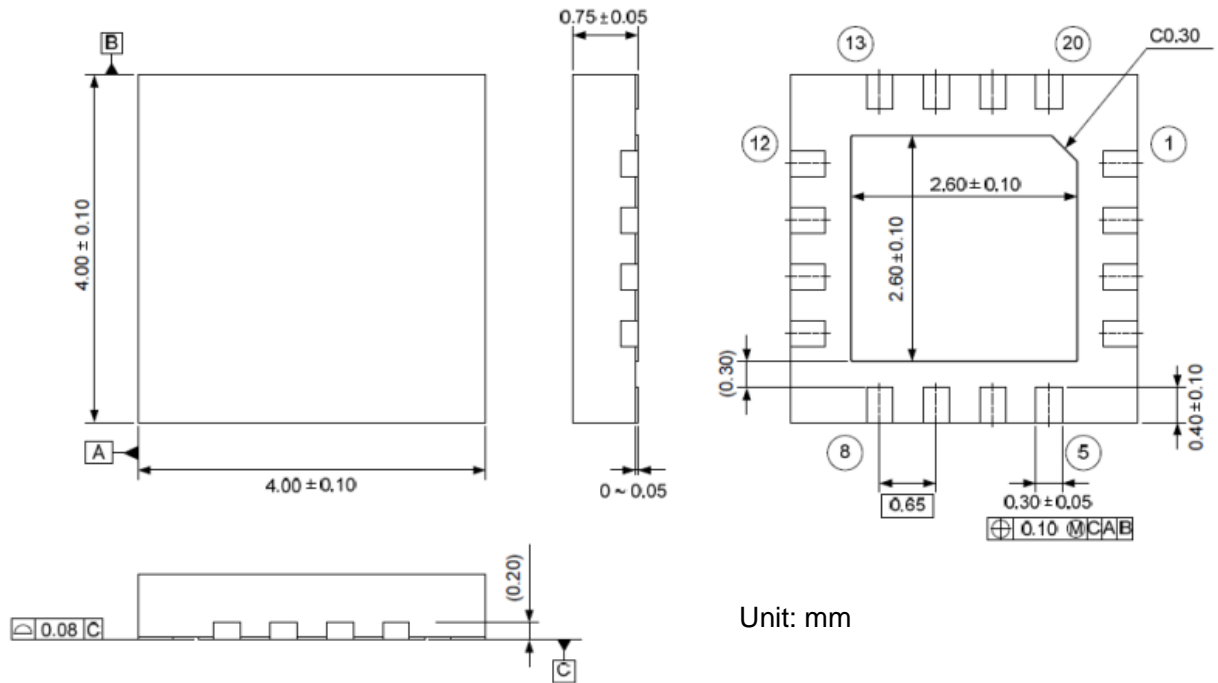 0.75±0.05
13
20
C0.30
B
12
1
4.00 ± 0.10
2.60±0.10
2.60±0.10
(0.30)
0.40±0.10
A
8
5
4.00 ±0.10
0 ~ 0.05
0.65
0.30±0.05
⌖ 0.10 Ⓜ C A B
(0.20)
Unit: mm
⌓ 0.08 C
C